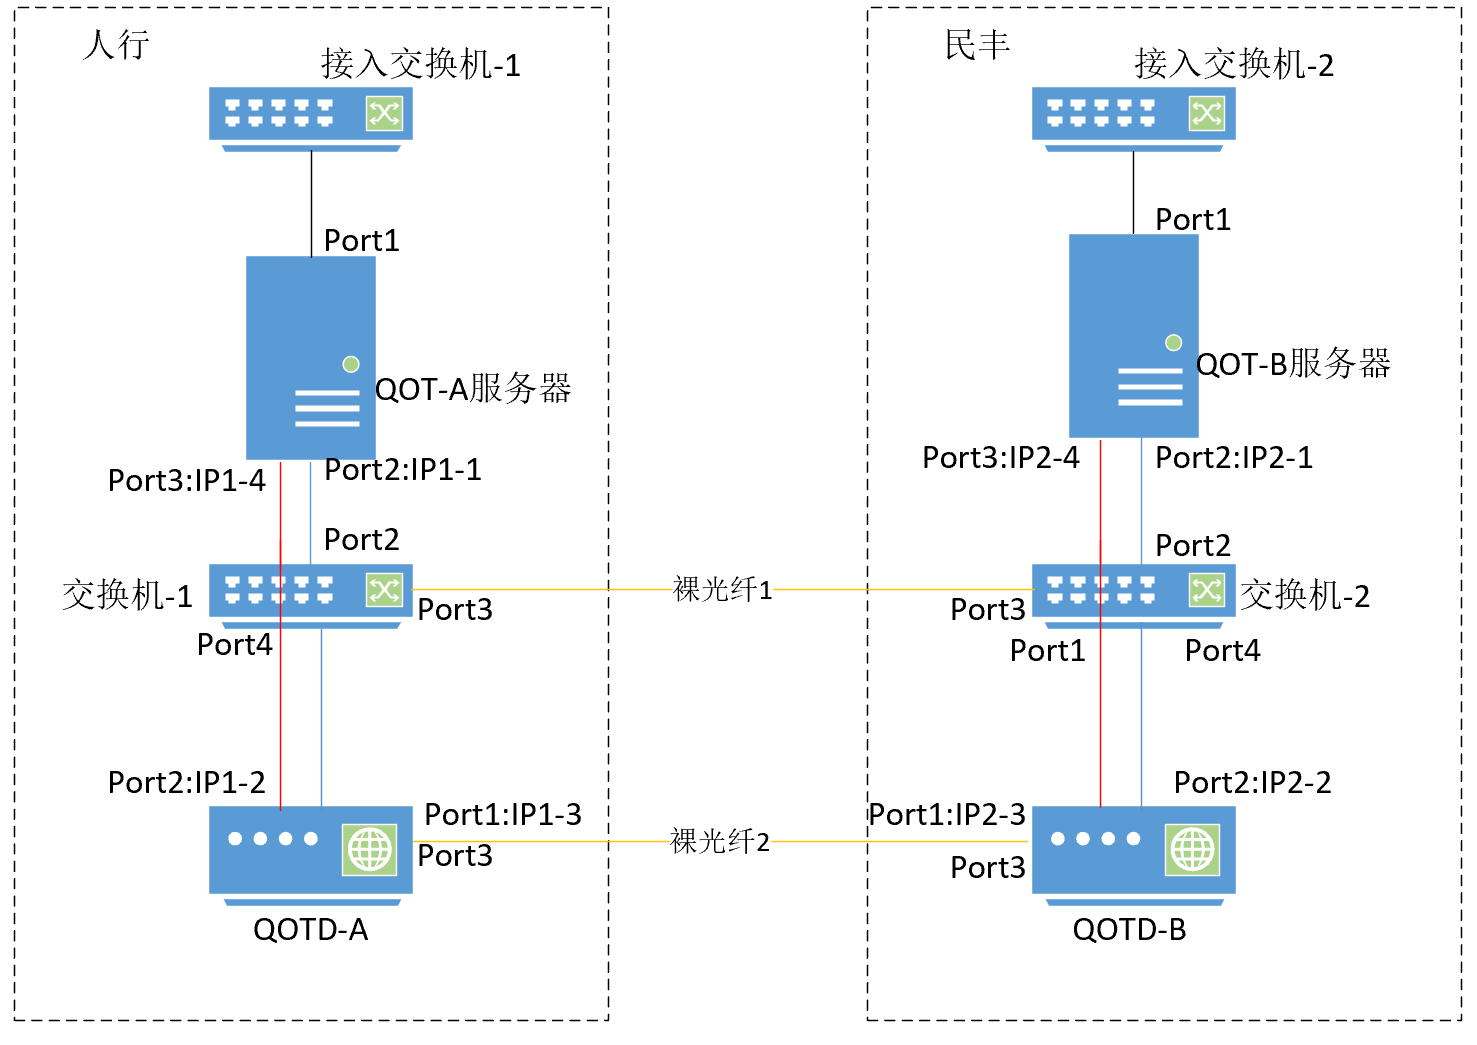 人行
接入交换机-1
Port1
QOT-A服务器
Port3:IP1-4
Port2:IP1-1
Port2
交换机-1
Port3
Port4
Port2:IP1-2
Port1:IP1-3
Port3
QOTD-A
裸光纤1
裸光纤2
民丰
接入交换机-2
Port1
QOT-B服务器
Port3:IP2-4
Port2:IP2-1
Port2
Port3
交换机-2
Port1
Port4
Port2:IP2-2
Port1:IP2-3
Port3
QOTD-B